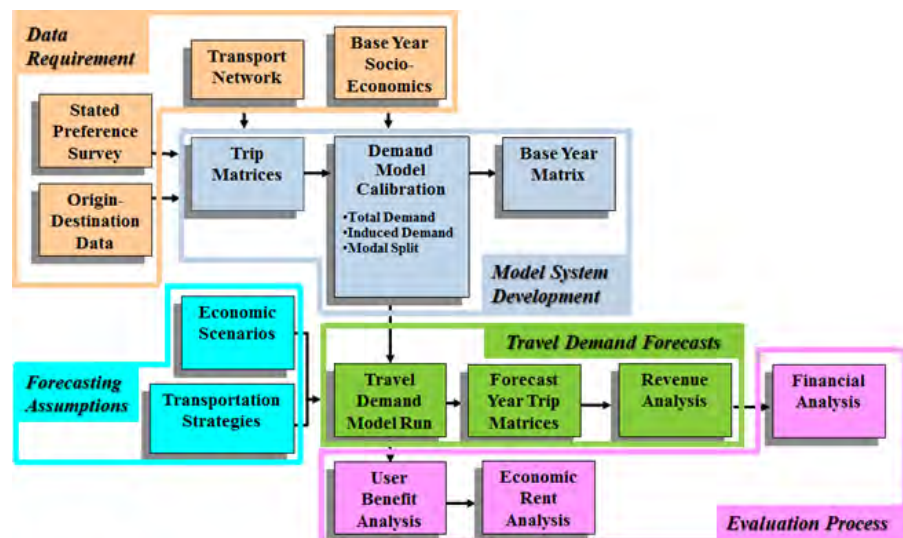 Data
Requirement
Transport
Network
Base Year
Socio-
Economics
Stated
Preference
Survey
Origin-
Destination
Data
Trip
Matrices
Demand
Model
Calibration
•Total Demand
•Induced Demand
•Modal Split
Base Year
Matrix
Model System
Development
Economic
Scenarios
Forecasting
Assumptions
Transportation
Strategies
Travel Demand Forecasts
Travel
Demand
Model Run
Forecast
Year Trip
Matrices
Revenue
Analysis
Financial
Analysis
User
Benefit
Analysis
Economic
Rent
Analysis
Evaluation Process